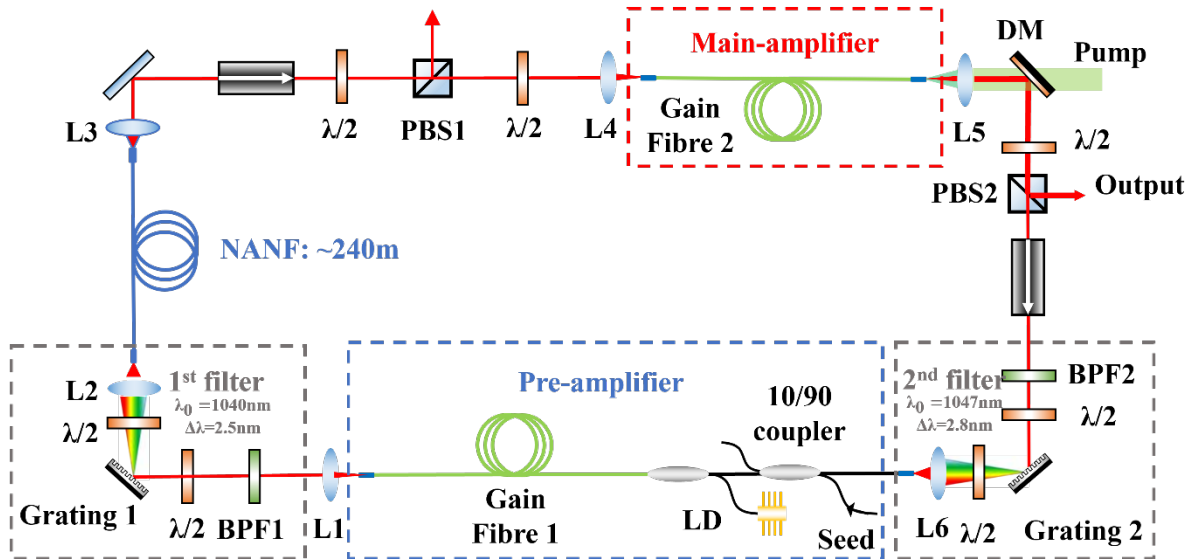 DM
Pump
Main-amplifier
L3
λ/2
PBS1
λ/2
L4
Gain
Fibre 2
L5
λ/2
PBS2
Output
NANF: ~240m
L2
1st filter
λ0 =1040nm
Δλ=2.5nm
λ/2
Grating 1
λ/2
BPF1
L1
Pre-amplifier
Gain
Fibre 1
10/90
coupler
LD
Seed
2nd filter
λ0 =1047nm
Δλ=2.8nm
BPF2
λ/2
L6
λ/2
Grating 2